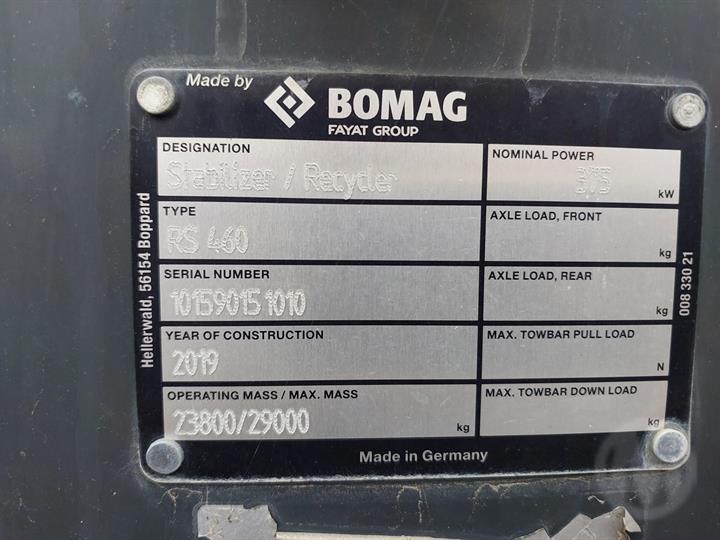 Made by
BOMAG
FAYAT GROUP
DESIGNATION
Stabilizer / Recycler
NOMINAL POWER
kW
TYPE
RS 460
AXLE LOAD, FRONT
kg
SERIAL NUMBER
101590151010
AXLE LOAD, REAR
kg
YEAR OF CONSTRUCTION
2019
MAX. TOWBAR PULL LOAD
N
OPERATING MASS / MAX. MASS
23800/29000 kg
MAX. TOWBAR DOWN LOAD
kg
Made in Germany
Hellerwald, 56154 Boppard
008 330 21